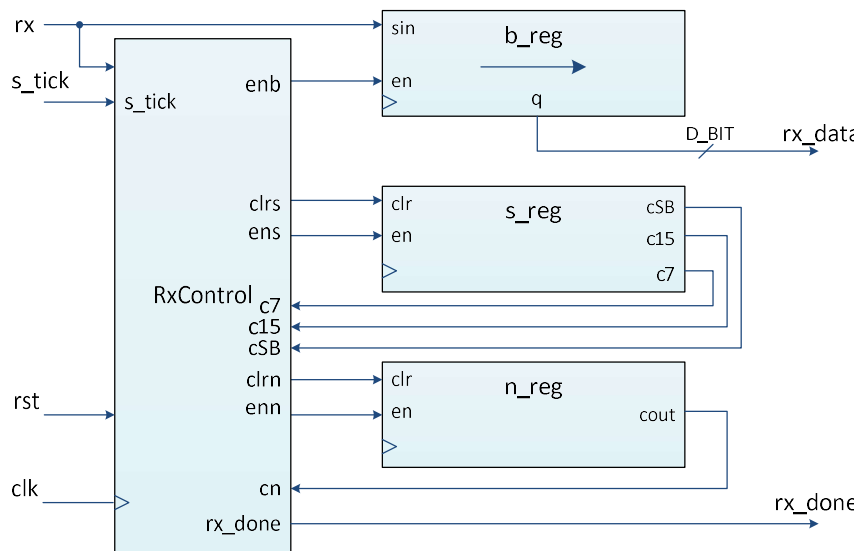 rx
sin
b_reg
s_tick
s_tick
enb
en
q
D_BIT
rx_data
clrs
clr
s_reg
cSB
ens
en
c15
c7
RxControl
c7
c15
cSB
clrn
clr
n_reg
rst
enn
en
cout
clk
cn
rx_done
rx_done